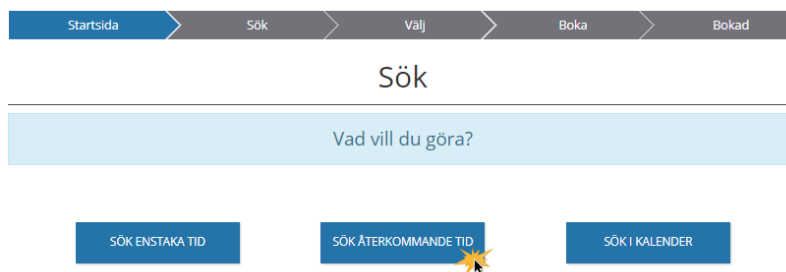 Startsida Sök Välj Boka Bokad
Sök
Vad vill du göra?
SÖK ENSTAKA TID SÖK ÅTERKOMMANDE TID SÖK I KALENDER